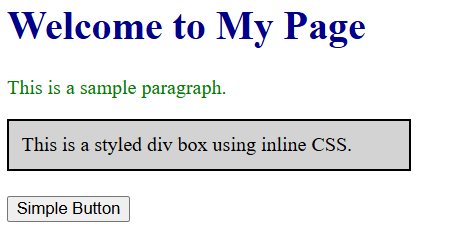 Welcome to My Page
This is a sample paragraph.
This is a styled div box using inline CSS.
Simple Button